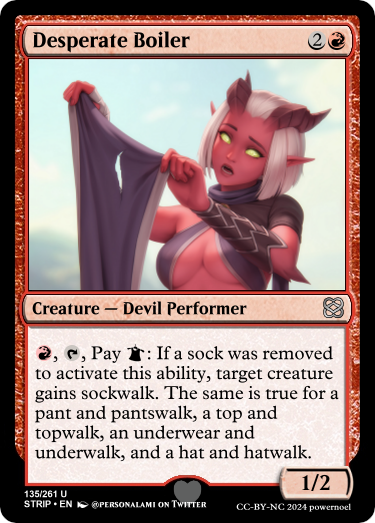 Desperate Boiler 2
Creature — Devil Performer
, , Pay : If a sock was removed
to activate this ability, target creature
gains sockwalk. The same is true for a
pant and pantswalk, a top and
topwalk, an underwear and
underwalk, and a hat and hatwalk.
1/2
135/261 U
STRIP • EN @PERSONALAMI ON TWITTER
CC-BY-NC 2024 powernoel